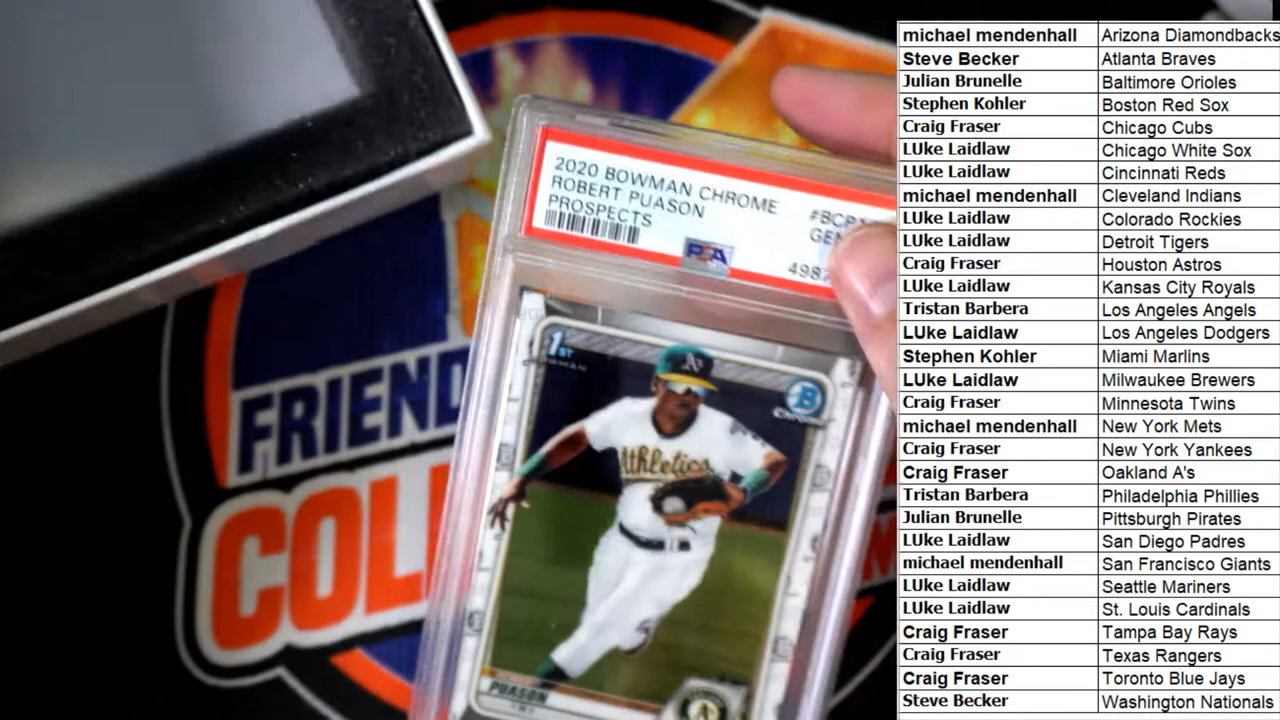 2020 BOWMAN CHROME
ROBERT PUASON
PROSPECTS
PSA
1ST
CHROME
A's
Athletics
PUASON
FRIEND
COLL
michael mendenhall Arizona Diamondbacks
Steve Becker Atlanta Braves
Julian Brunelle Baltimore Orioles
Stephen Kohler Boston Red Sox
Craig Fraser Chicago Cubs
LUke Laidlaw Chicago White Sox
LUke Laidlaw Cincinnati Reds
michael mendenhall Cleveland Indians
LUke Laidlaw Colorado Rockies
LUke Laidlaw Detroit Tigers
Craig Fraser Houston Astros
LUke Laidlaw Kansas City Royals
Tristan Barbera Los Angeles Angels
LUke Laidlaw Los Angeles Dodgers
Stephen Kohler Miami Marlins
LUke Laidlaw Milwaukee Brewers
Craig Fraser Minnesota Twins
michael mendenhall New York Mets
Craig Fraser New York Yankees
Craig Fraser Oakland A's
Tristan Barbera Philadelphia Phillies
Julian Brunelle Pittsburgh Pirates
LUke Laidlaw San Diego Padres
michael mendenhall San Francisco Giants
LUke Laidlaw Seattle Mariners
LUke Laidlaw St. Louis Cardinals
Craig Fraser Tampa Bay Rays
Craig Fraser Texas Rangers
Craig Fraser Toronto Blue Jays
Steve Becker Washington Nationals